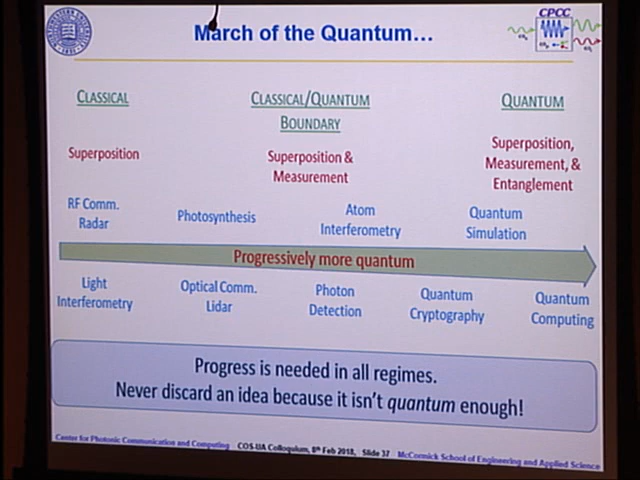 March of the Quantum...
CPCC
CLASSICAL
CLASSICAL/QUANTUM
BOUNDARY
QUANTUM
Superposition
Superposition &
Measurement
Superposition,
Measurement, &
Entanglement
RF Comm.
Radar
Photosynthesis
Atom
Interferometry
Quantum
Simulation
Progressively more quantum
Light
Interferometry
Optical Comm.
Lidar
Photon
Detection
Quantum
Cryptography
Quantum
Computing
Progress is needed in all regimes.
Never discard an idea because it isn't quantum enough!
Center for Photonic Communication and Computing COS-UA Colloquium, 8th Feb 2018, Slide 37 McCormick School of Engineering and Applied Science